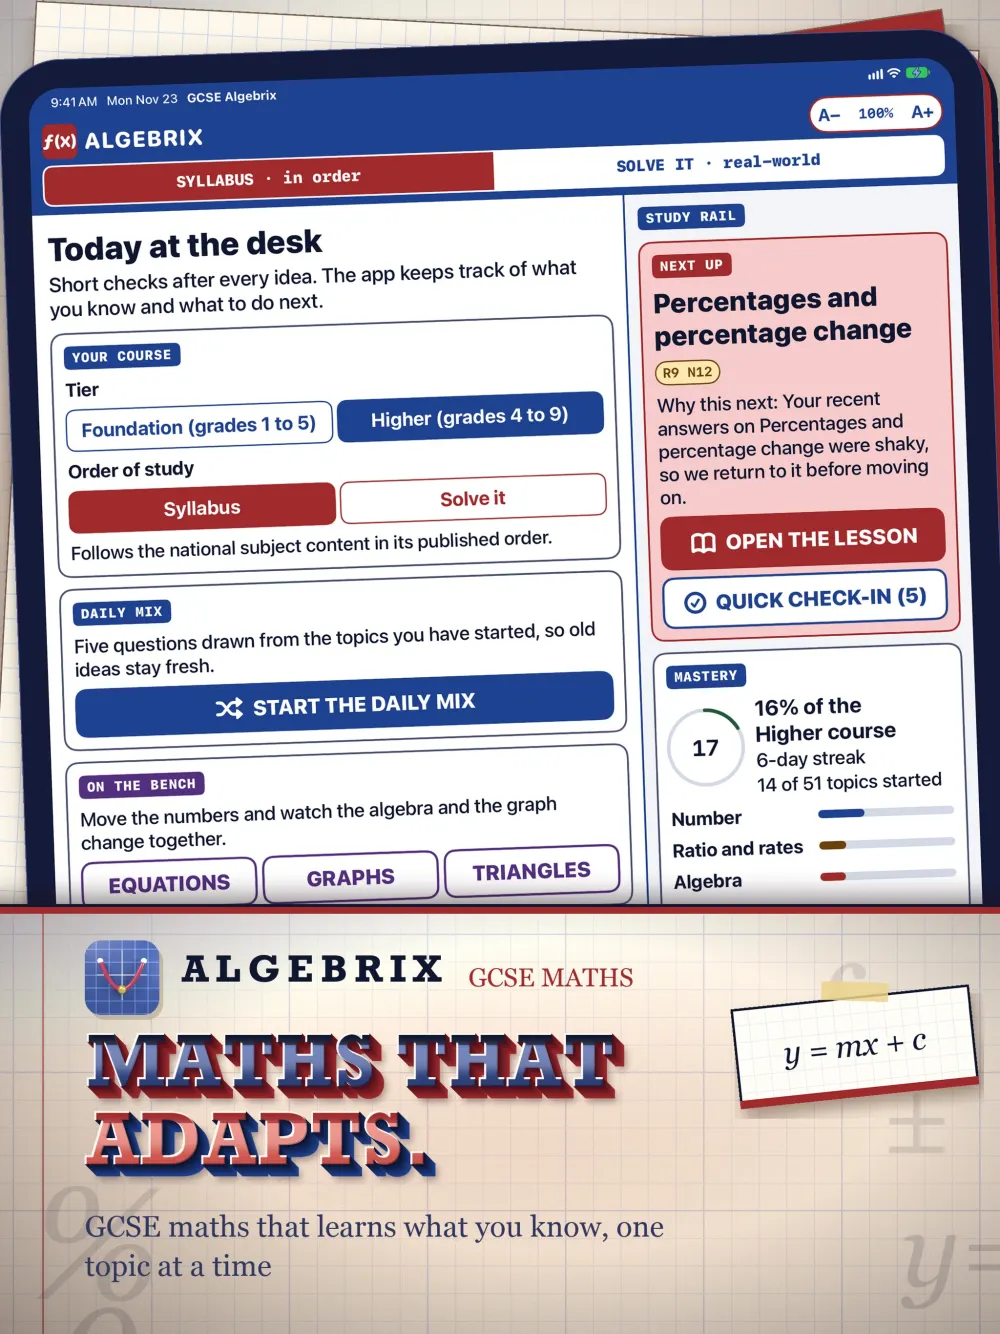 9:41 AM Mon Nov 23 GCSE Algebrix
f(x) ALGEBRIX
A− 100% A+
SYLLABUS · in order
SOLVE IT · real-world
Today at the desk
Short checks after every idea. The app keeps track of what
you know and what to do next.
YOUR COURSE
Tier
Foundation (grades 1 to 5)
Higher (grades 4 to 9)
Order of study
Syllabus
Solve it
Follows the national subject content in its published order.
DAILY MIX
Five questions drawn from the topics you have started, so old
ideas stay fresh.
START THE DAILY MIX
ON THE BENCH
Move the numbers and watch the algebra and the graph
change together.
EQUATIONS
GRAPHS
TRIANGLES
STUDY RAIL
NEXT UP
Percentages and
percentage change
R9 N12
Why this next: Your recent
answers on Percentages and
percentage change were shaky,
so we return to it before moving
on.
OPEN THE LESSON
QUICK CHECK-IN (5)
MASTERY
17
16% of the
Higher course
6-day streak
14 of 51 topics started
Number
Ratio and rates
Algebra
ALGEBRIX GCSE MATHS
MATHS THAT
ADAPTS.
y = mx + c
±
%
GCSE maths that learns what you know, one
topic at a time
y=